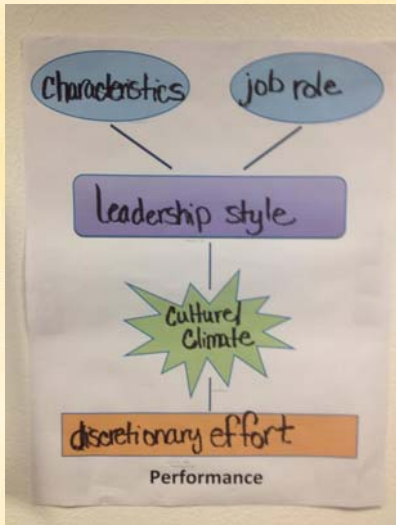 characteristics
job role
leadership style
culture/
climate
discretionary effort
Performance